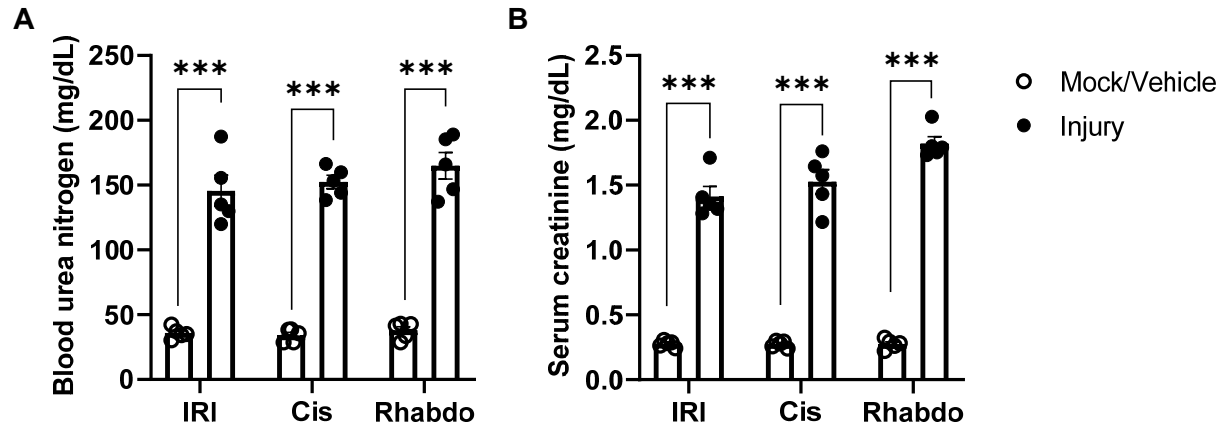 A
Blood urea nitrogen (mg/dL)
250
200
150
100
50
0
***
***
***
IRI
Cis
Rhabdo
B
Serum creatinine (mg/dL)
2.5
2.0
1.5
1.0
0.5
0.0
***
***
***
IRI
Cis
Rhabdo
Mock/Vehicle
Injury